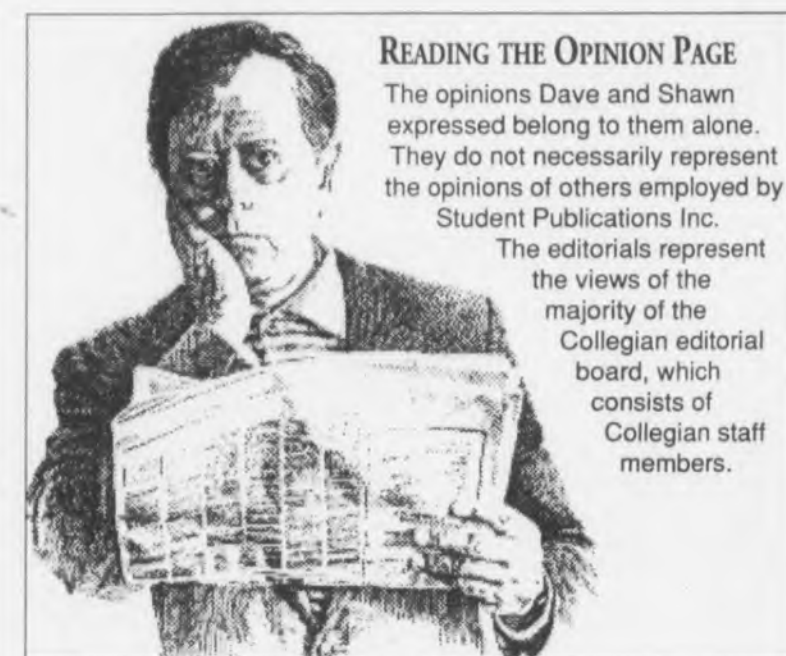 READING THE OPINION PAGE
The opinions Dave and Shawn
expressed belong to them alone.
They do not necessarily represent
the opinions of others employed by
Student Publications Inc.
The editorials represent
the views of the
majority of the
Collegian editorial
board, which
consists of
Collegian staff
members.